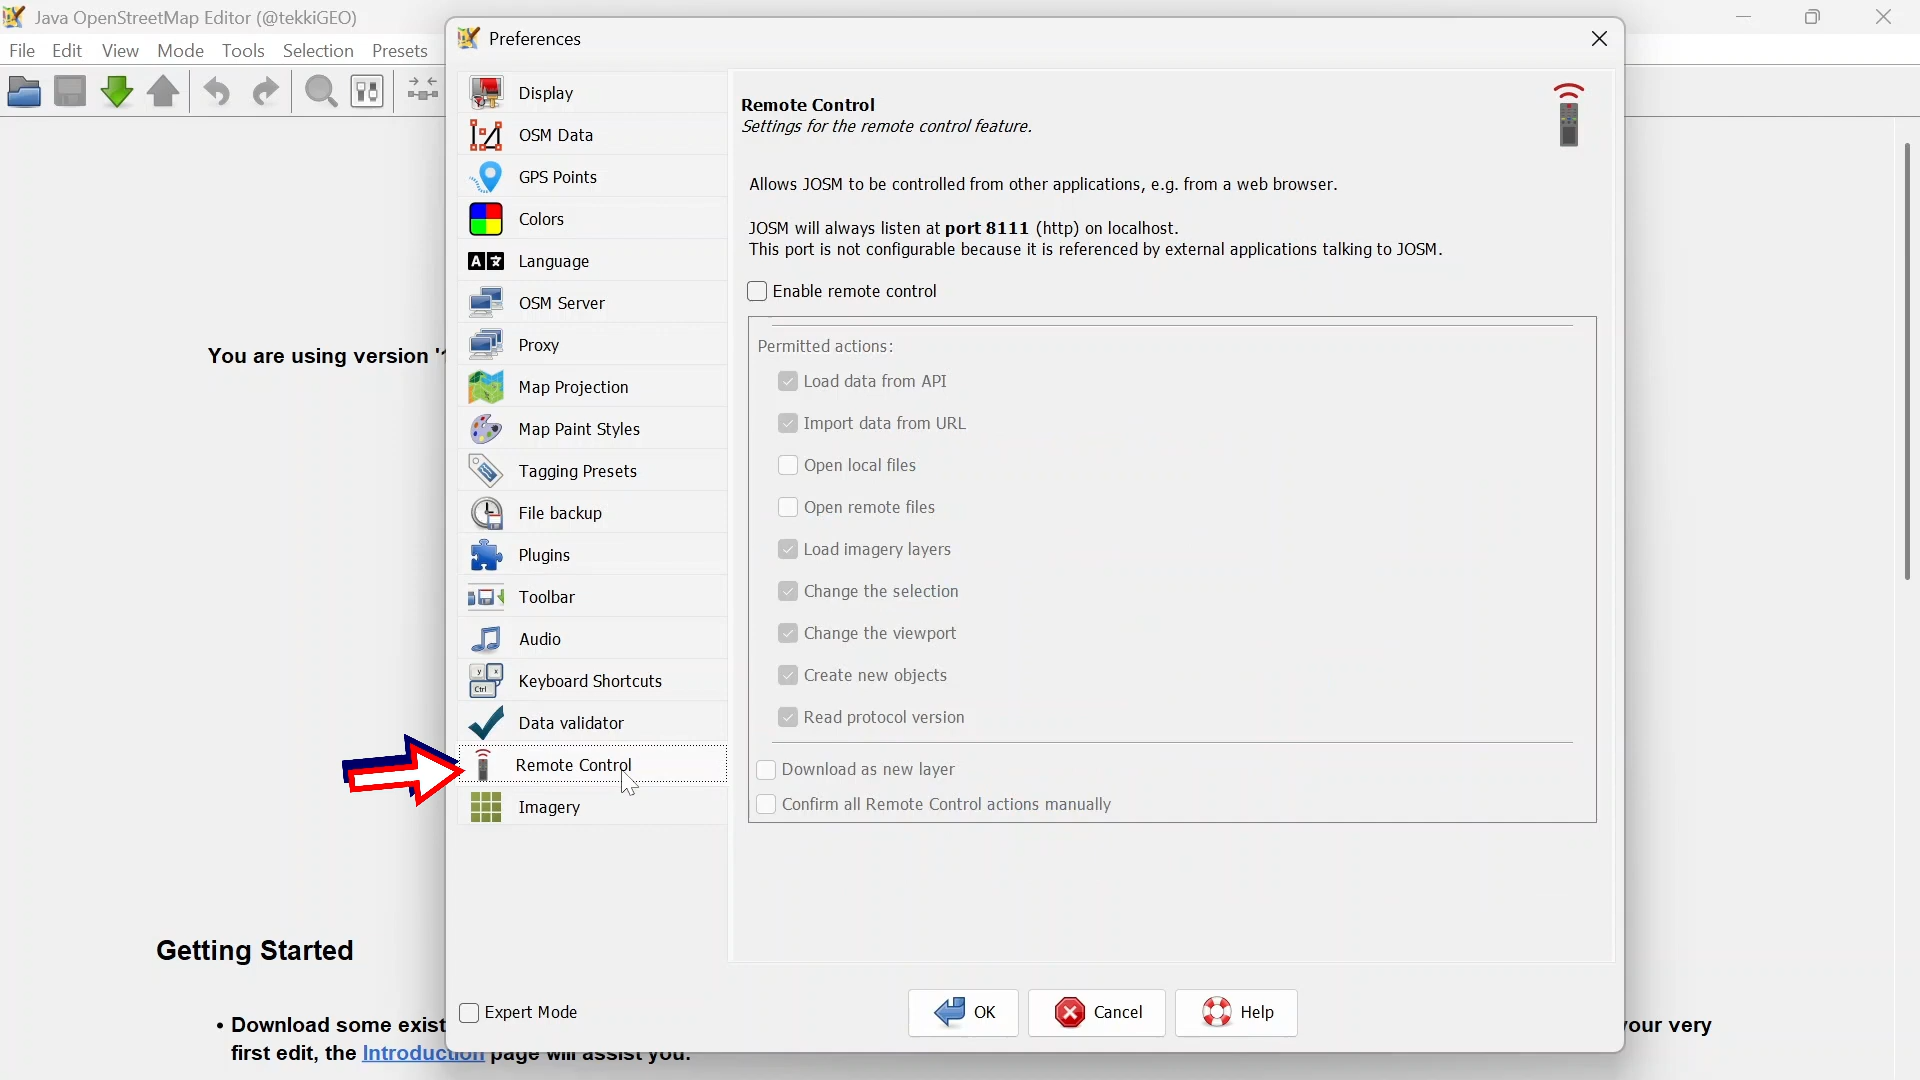 Java OpenStreetMap Editor (@tekkiGEO)
File Edit View Mode Tools Selection Presets
You are using version '
Getting Started
• Download some exist
your very
first edit, the Introduction page will assist you.
Preferences
Display
OSM Data
GPS Points
Colors
Language
OSM Server
Proxy
Map Projection
Map Paint Styles
Tagging Presets
File backup
Plugins
Toolbar
Audio
Keyboard Shortcuts
Data validator
Remote Control
Imagery
Expert Mode
Remote Control
Settings for the remote control feature.
Allows JOSM to be controlled from other applications, e.g. from a web browser.
JOSM will always listen at port 8111 (http) on localhost.
This port is not configurable because it is referenced by external applications talking to JOSM.
Enable remote control
Permitted actions:
Load data from API
Import data from URL
Open local files
Open remote files
Load imagery layers
Change the selection
Change the viewport
Create new objects
Read protocol version
Download as new layer
Confirm all Remote Control actions manually
OK Cancel Help